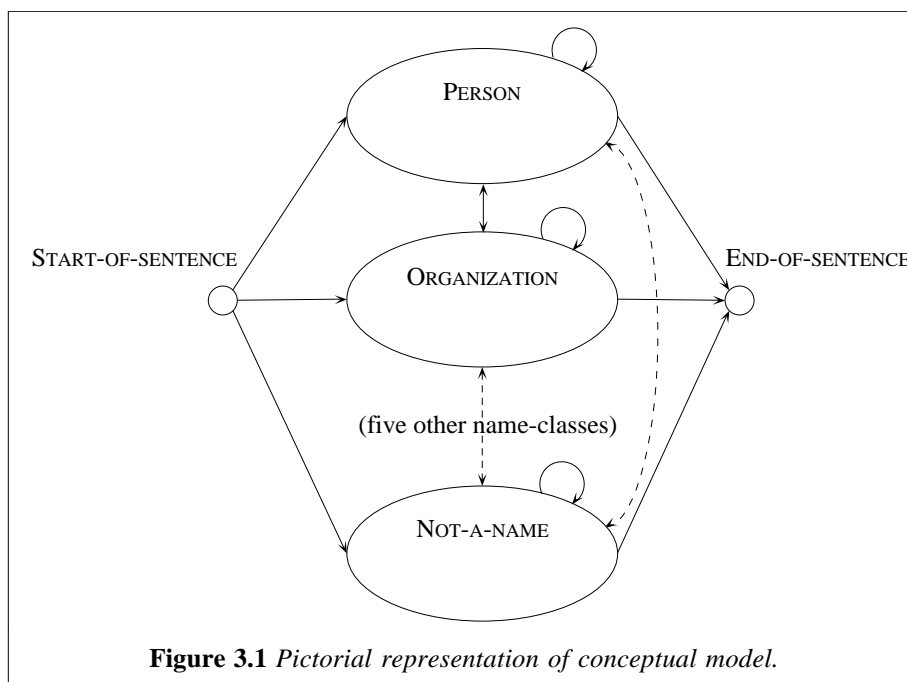 PERSON
START-OF-SENTENCE
END-OF-SENTENCE
ORGANIZATION
(five other name-classes)
NOT-A-NAME
Figure 3.1 Pictorial representation of conceptual model.